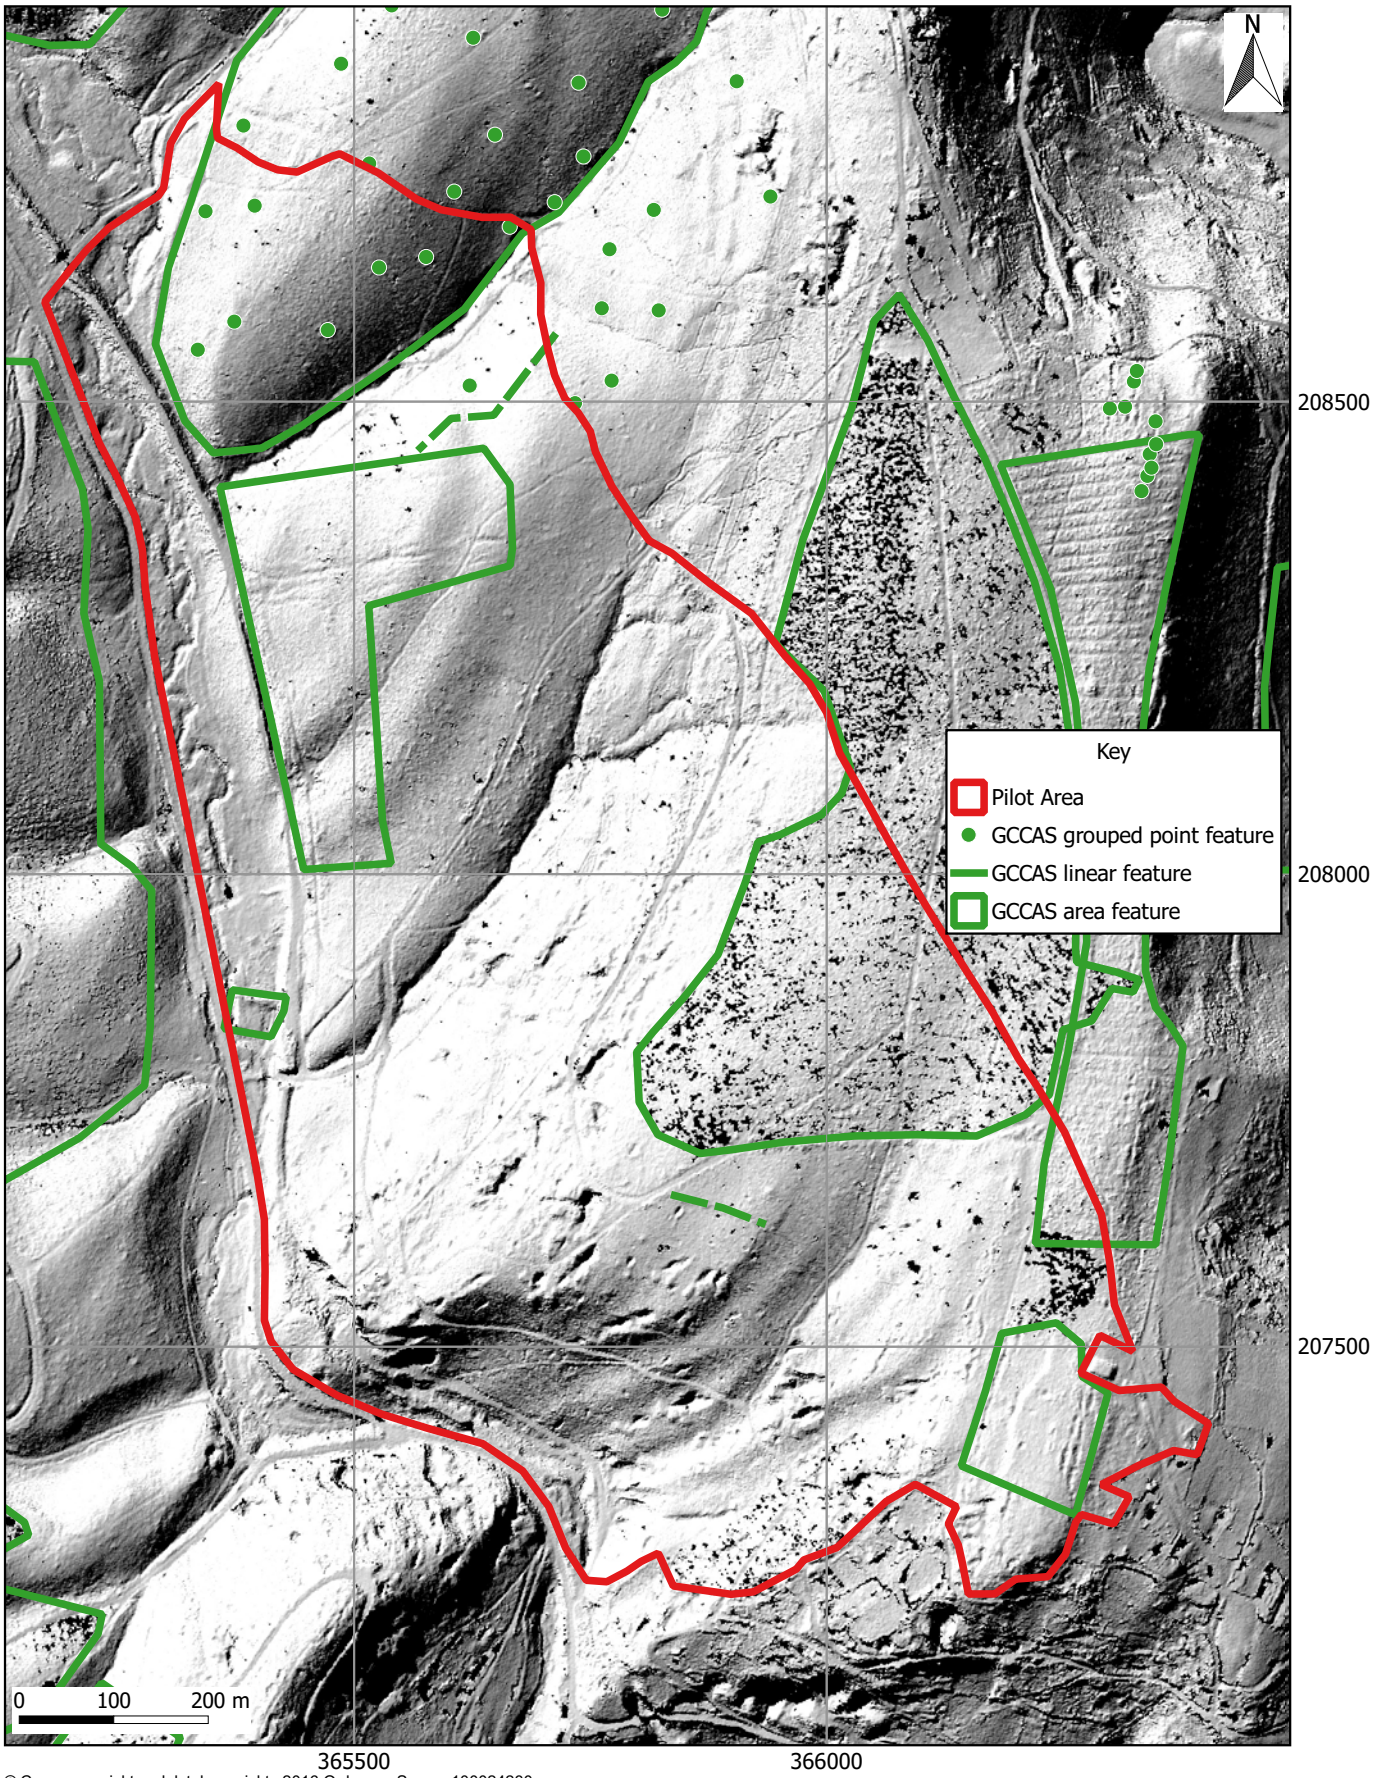 N
208500
Key
Pilot Area
GCCAS grouped point feature
GCCAS linear feature
GCCAS area feature
208000
207500
0 100 200 m
365500 366000